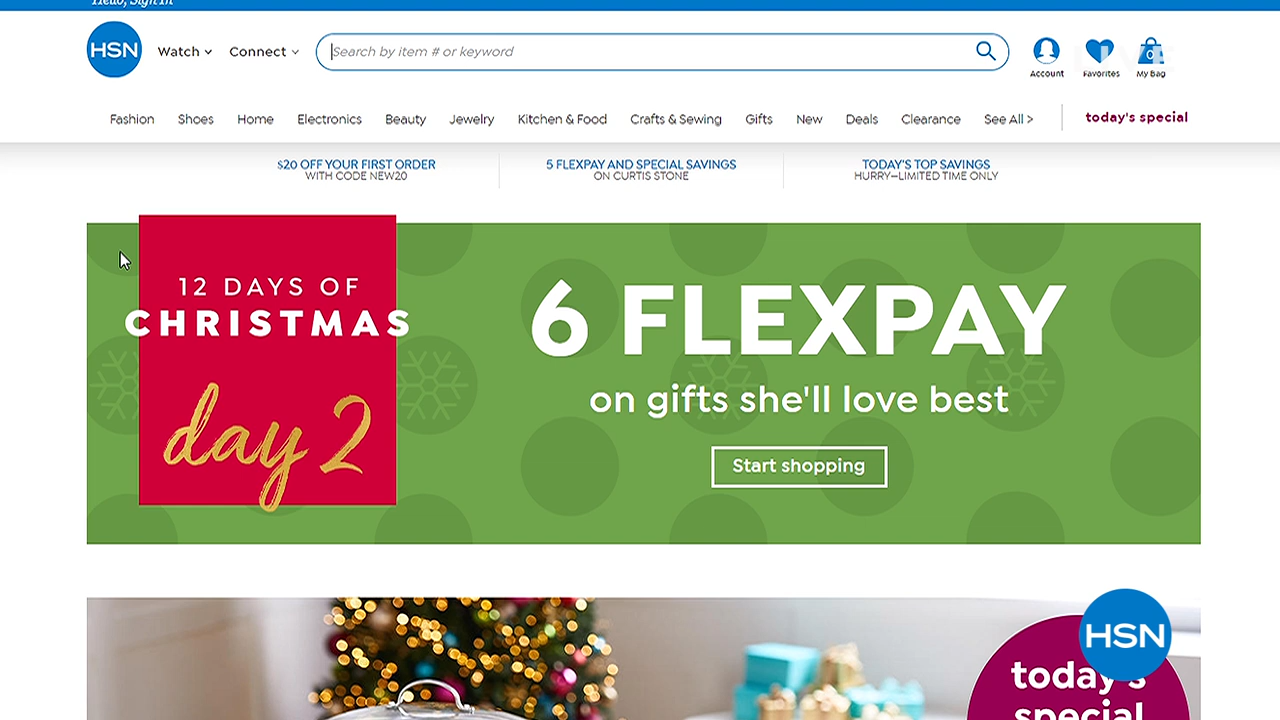 Hello, Sign In
HSN
Watch
Connect
Search by item # or keyword
Account
Favorites
0
My Bag
LIVE
Fashion
Shoes
Home
Electronics
Beauty
Jewelry
Kitchen & Food
Crafts & Sewing
Gifts
New
Deals
Clearance
See All >
today's special
$20 OFF YOUR FIRST ORDER
WITH CODE NEW20
5 FLEXPAY AND SPECIAL SAVINGS
ON CURTIS STONE
TODAY'S TOP SAVINGS
HURRY—LIMITED TIME ONLY
12 DAYS OF
CHRISTMAS
day 2
6 FLEXPAY
on gifts she'll love best
Start shopping
HSN
today's
special